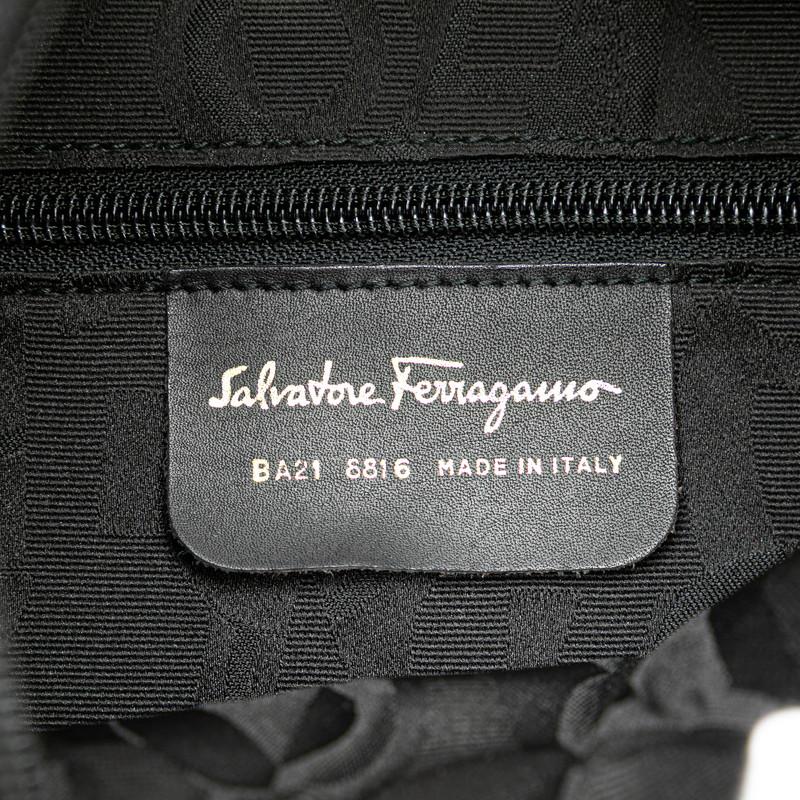 Salvatore Ferragamo
BA21 6816 MADE IN ITALY